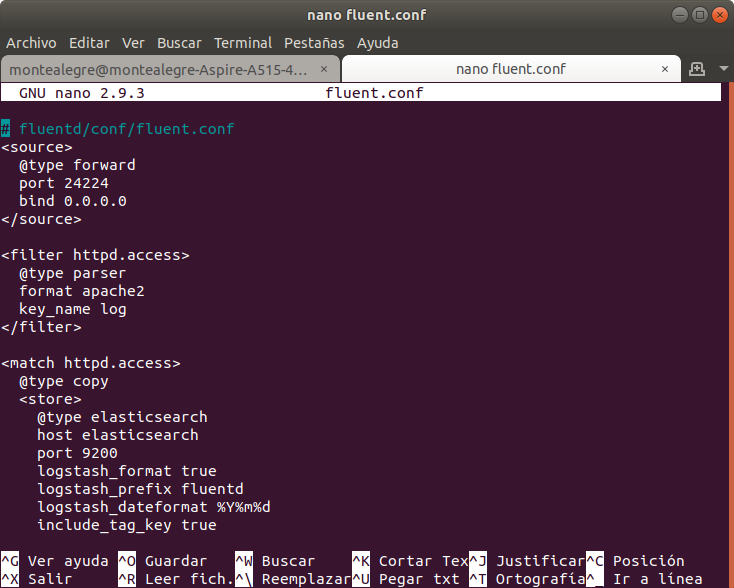 nano fluent.conf
Archivo Editar Ver Buscar Terminal Pestañas Ayuda
montealegre@montealegre-Aspire-A515-4... × nano fluent.conf ×
GNU nano 2.9.3 fluent.conf
# fluentd/conf/fluent.conf
<source>
  @type forward
  port 24224
  bind 0.0.0.0
</source>
<filter httpd.access>
  @type parser
  format apache2
  key_name log
</filter>
<match httpd.access>
  @type copy
  <store>
    @type elasticsearch
    host elasticsearch
    port 9200
    logstash_format true
    logstash_prefix fluentd
    logstash_dateformat %Y%m%d
    include_tag_key true
^G Ver ayuda ^O Guardar ^W Buscar ^K Cortar Tex^J Justificar^C Posición
^X Salir ^R Leer fich.^\ Reemplazar^U Pegar txt ^T Ortografía^_ Ir a línea